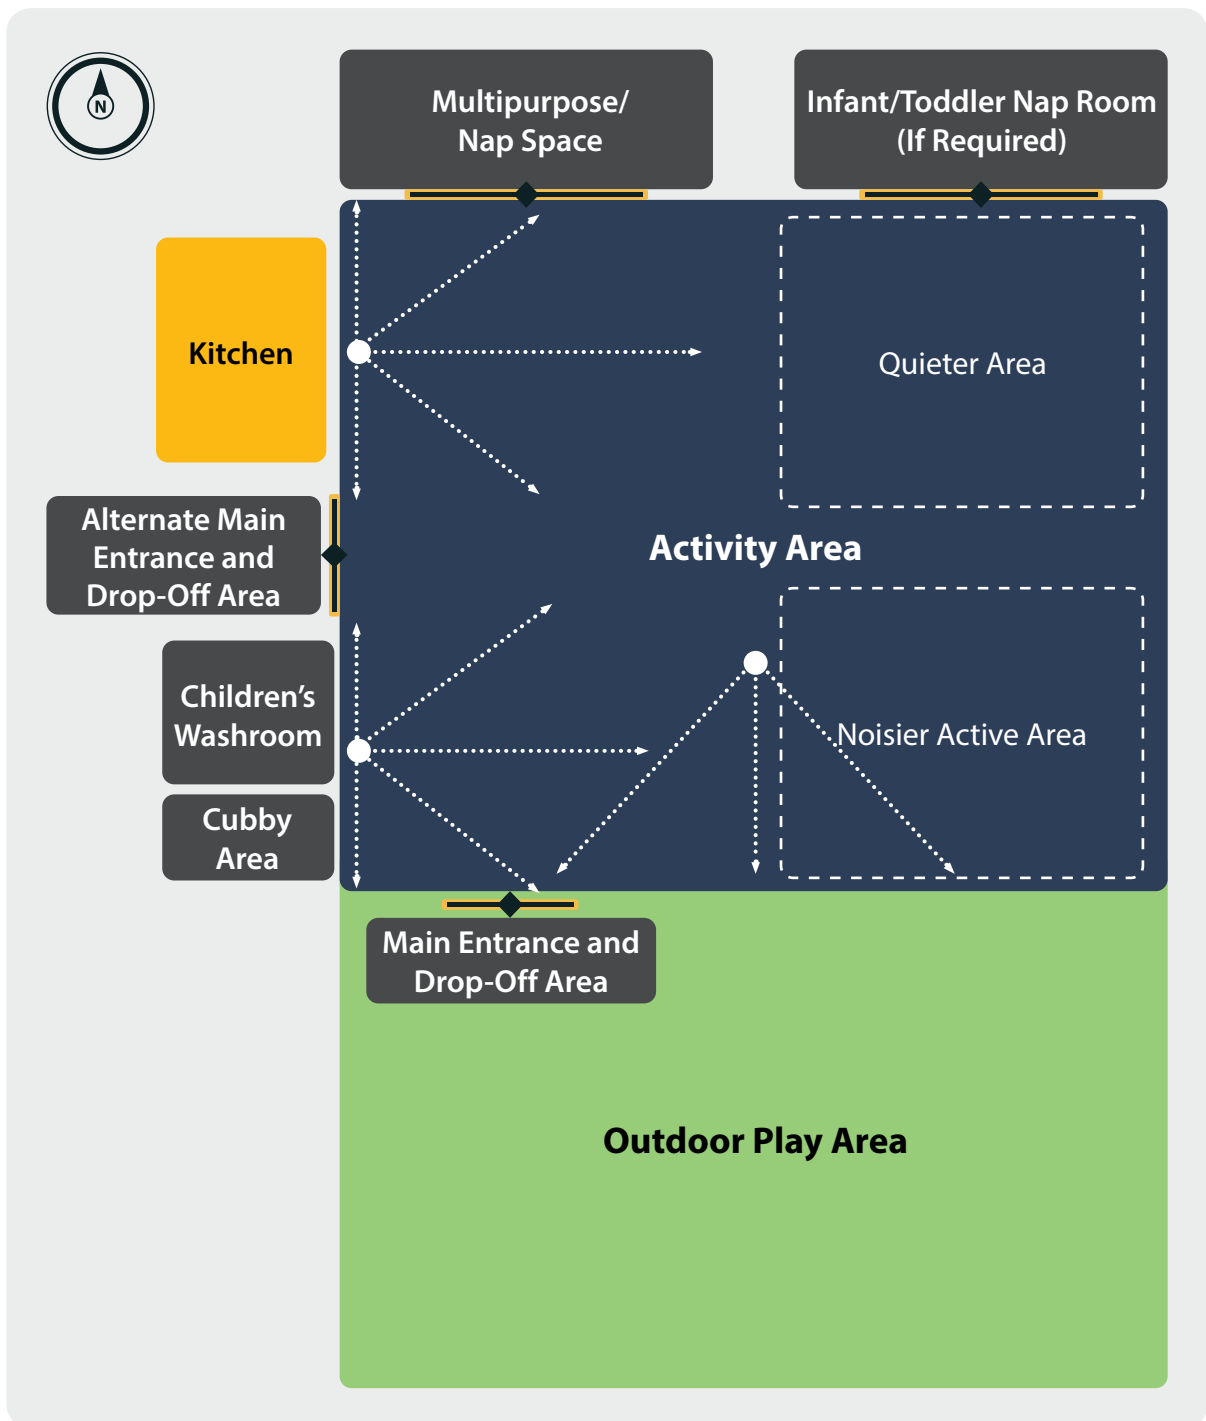 N
Multipurpose/
Nap Space
Infant/Toddler Nap Room
(If Required)
Kitchen
Quieter Area
Alternate Main
Entrance and
Drop-Off Area
Activity Area
Children’s
Washroom
Noisier Active Area
Cubby
Area
Main Entrance and
Drop-Off Area
Outdoor Play Area